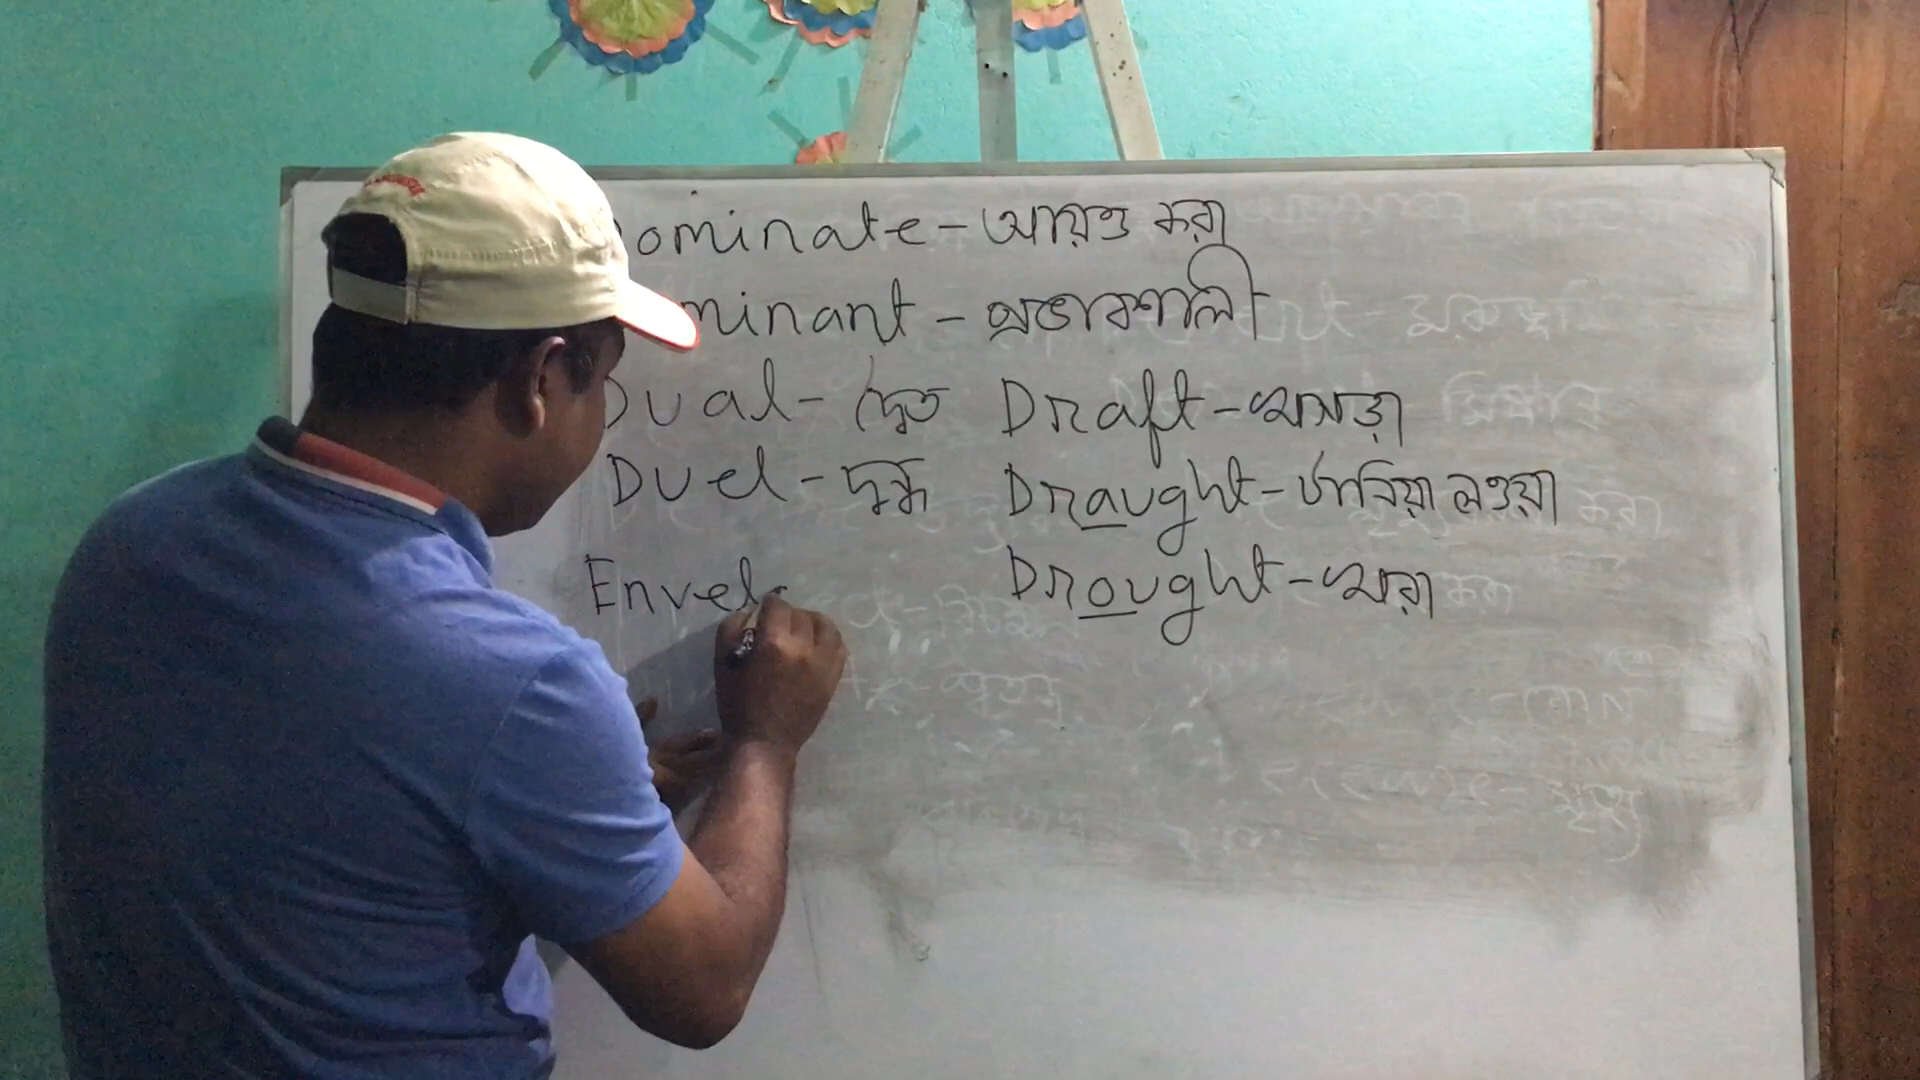 ominate - আয়ত্ত করা
minant - প্রভাবশালী
Dual - দ্বৈত Draft - খসড়া
Duel - দ্বন্দ্ব Draught - টানিয়া লওয়া
Envel Drought - খরা